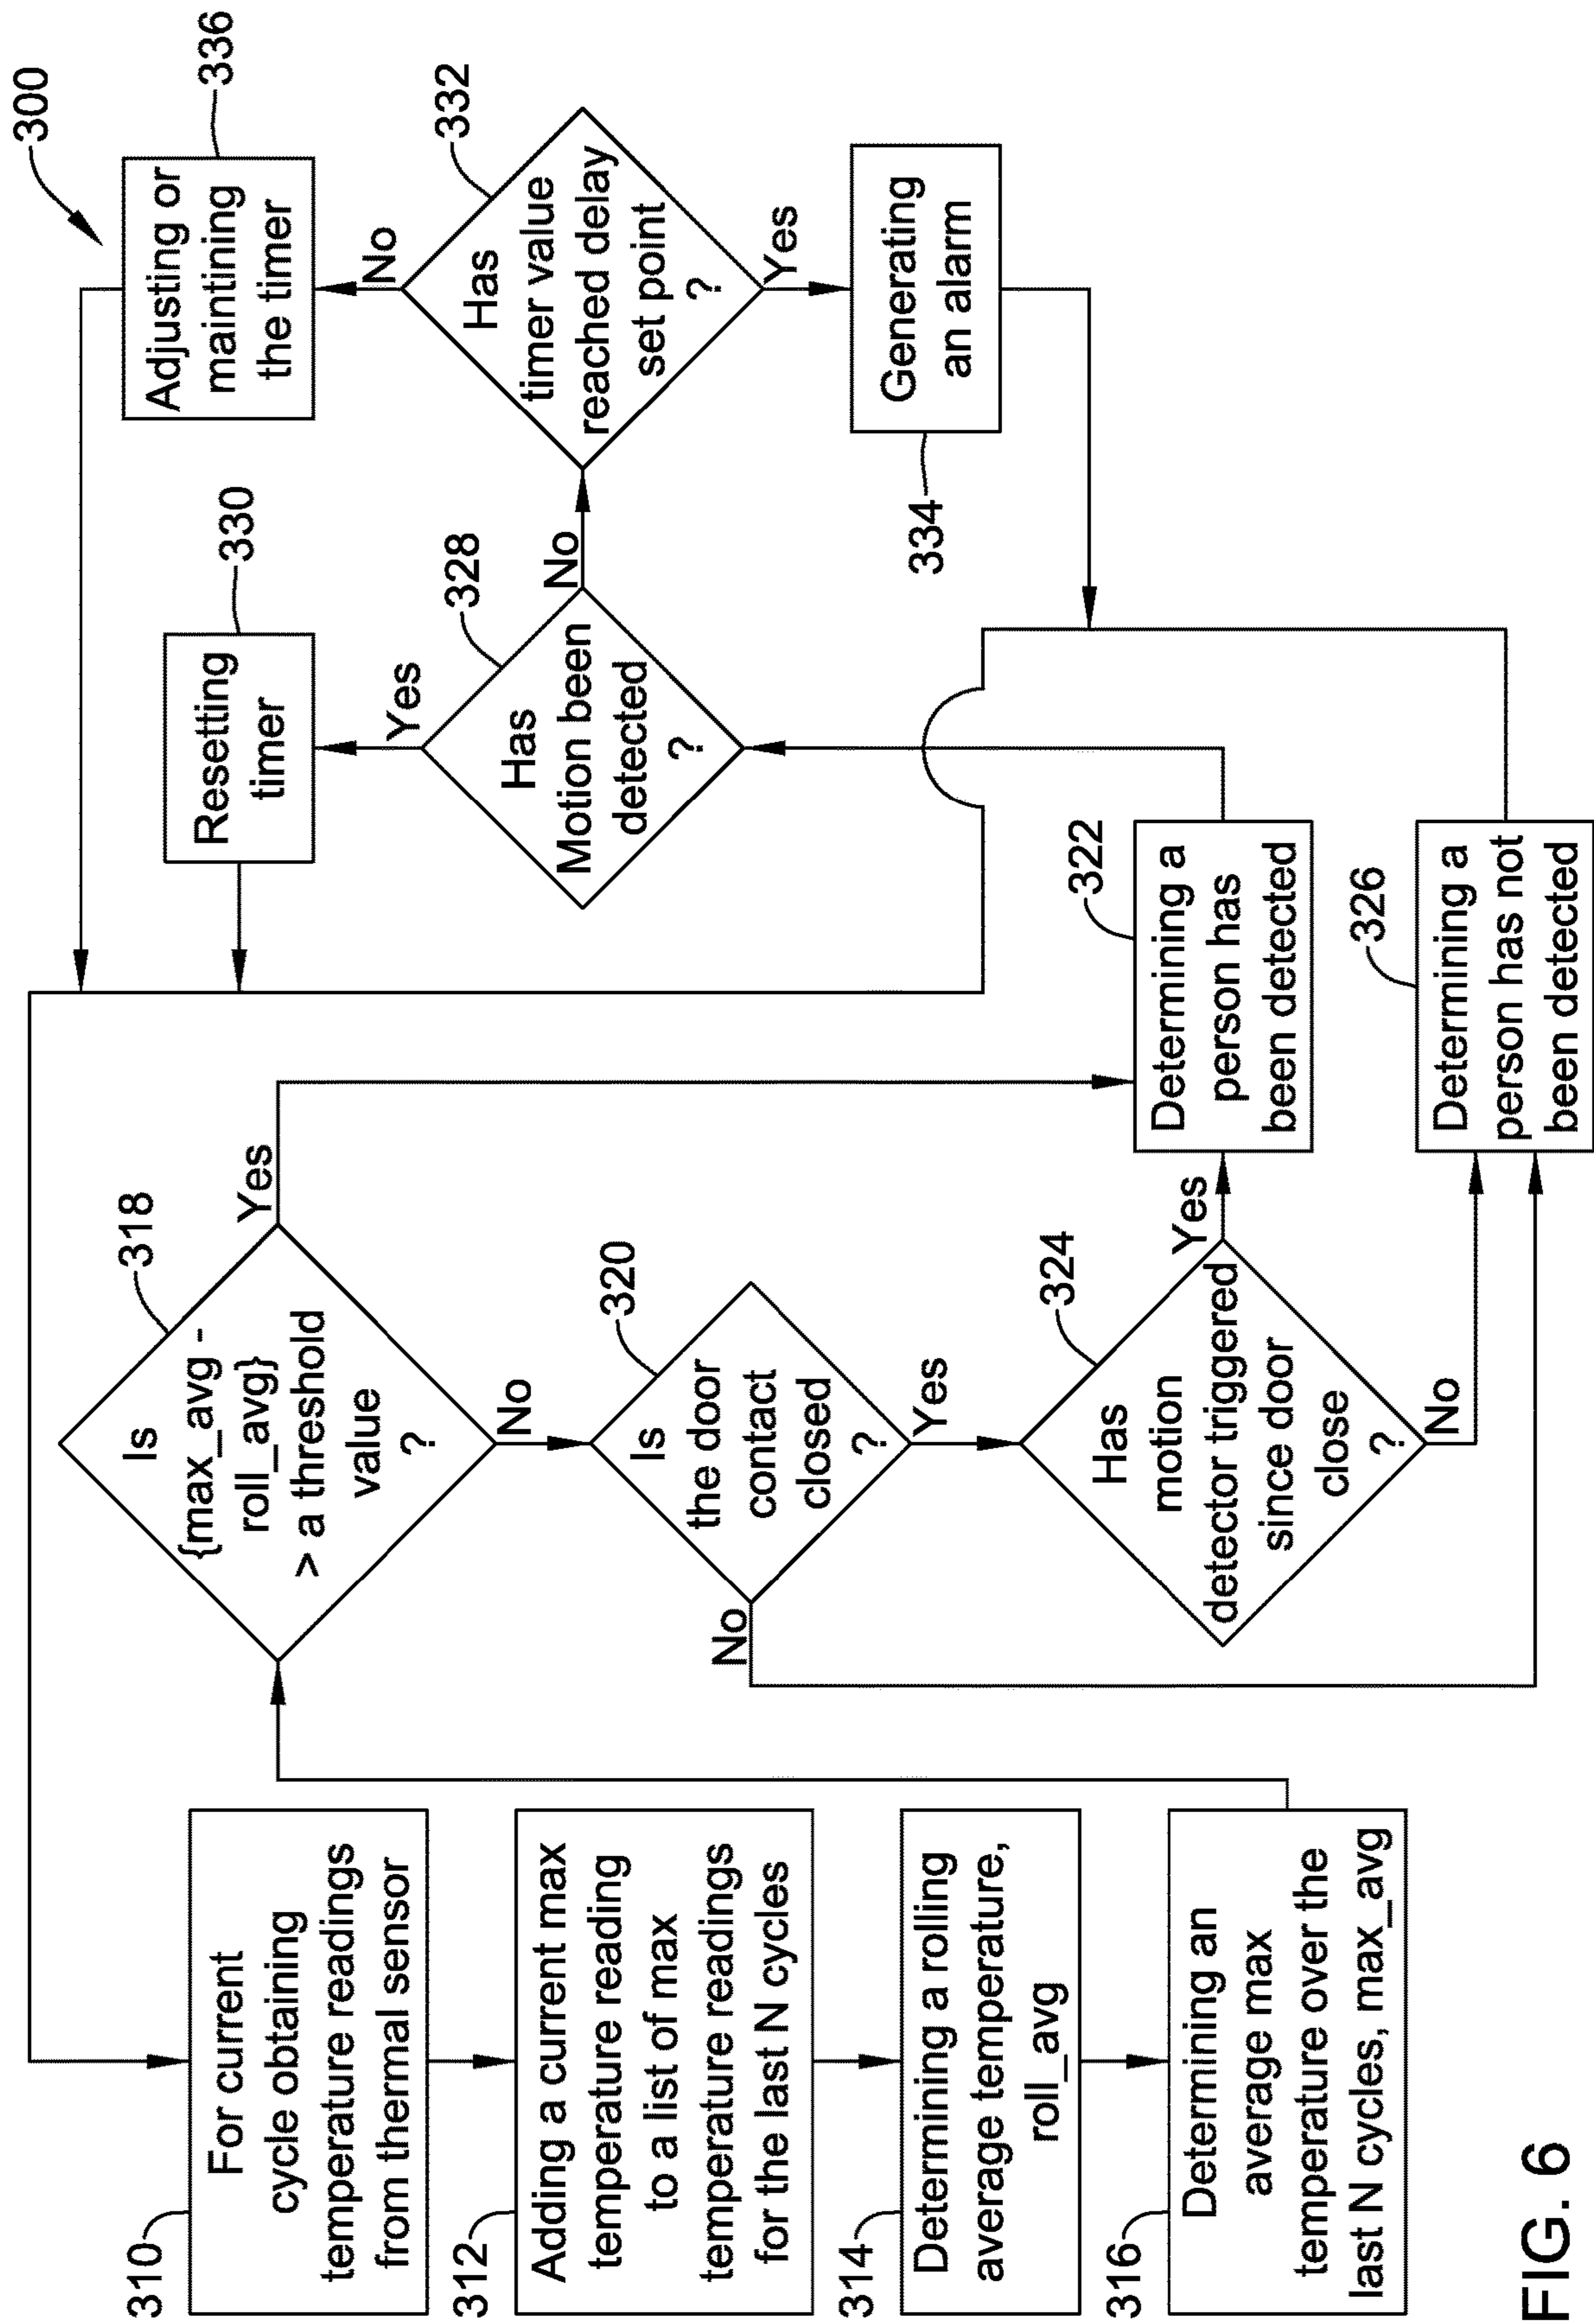 300
310
For current
cycle obtaining
temperature readings
from thermal sensor
312
Adding a current max
temperature reading
to a list of max
temperature readings
for the last N cycles
314
Determining a rolling
average temperature,
roll_avg
316
Determining an
average max
temperature over the
last N cycles, max_avg
318
Is
{max_avg -
roll_avg}
> a threshold
value
?
Yes
No
320
Is
the door
contact
closed
?
No
Yes
324
Has
motion
detector triggered
since door
close
?
Yes
No
322
Determining a
person has
been detected
326
Determining a
person has not
been detected
328
Has
Motion been
detected
?
Yes
No
330
Resetting
timer
332
Has
timer value
reached delay
set point
?
No
Yes
336
Adjusting or
maintining
the timer
334
Generating
an alarm
FIG. 6